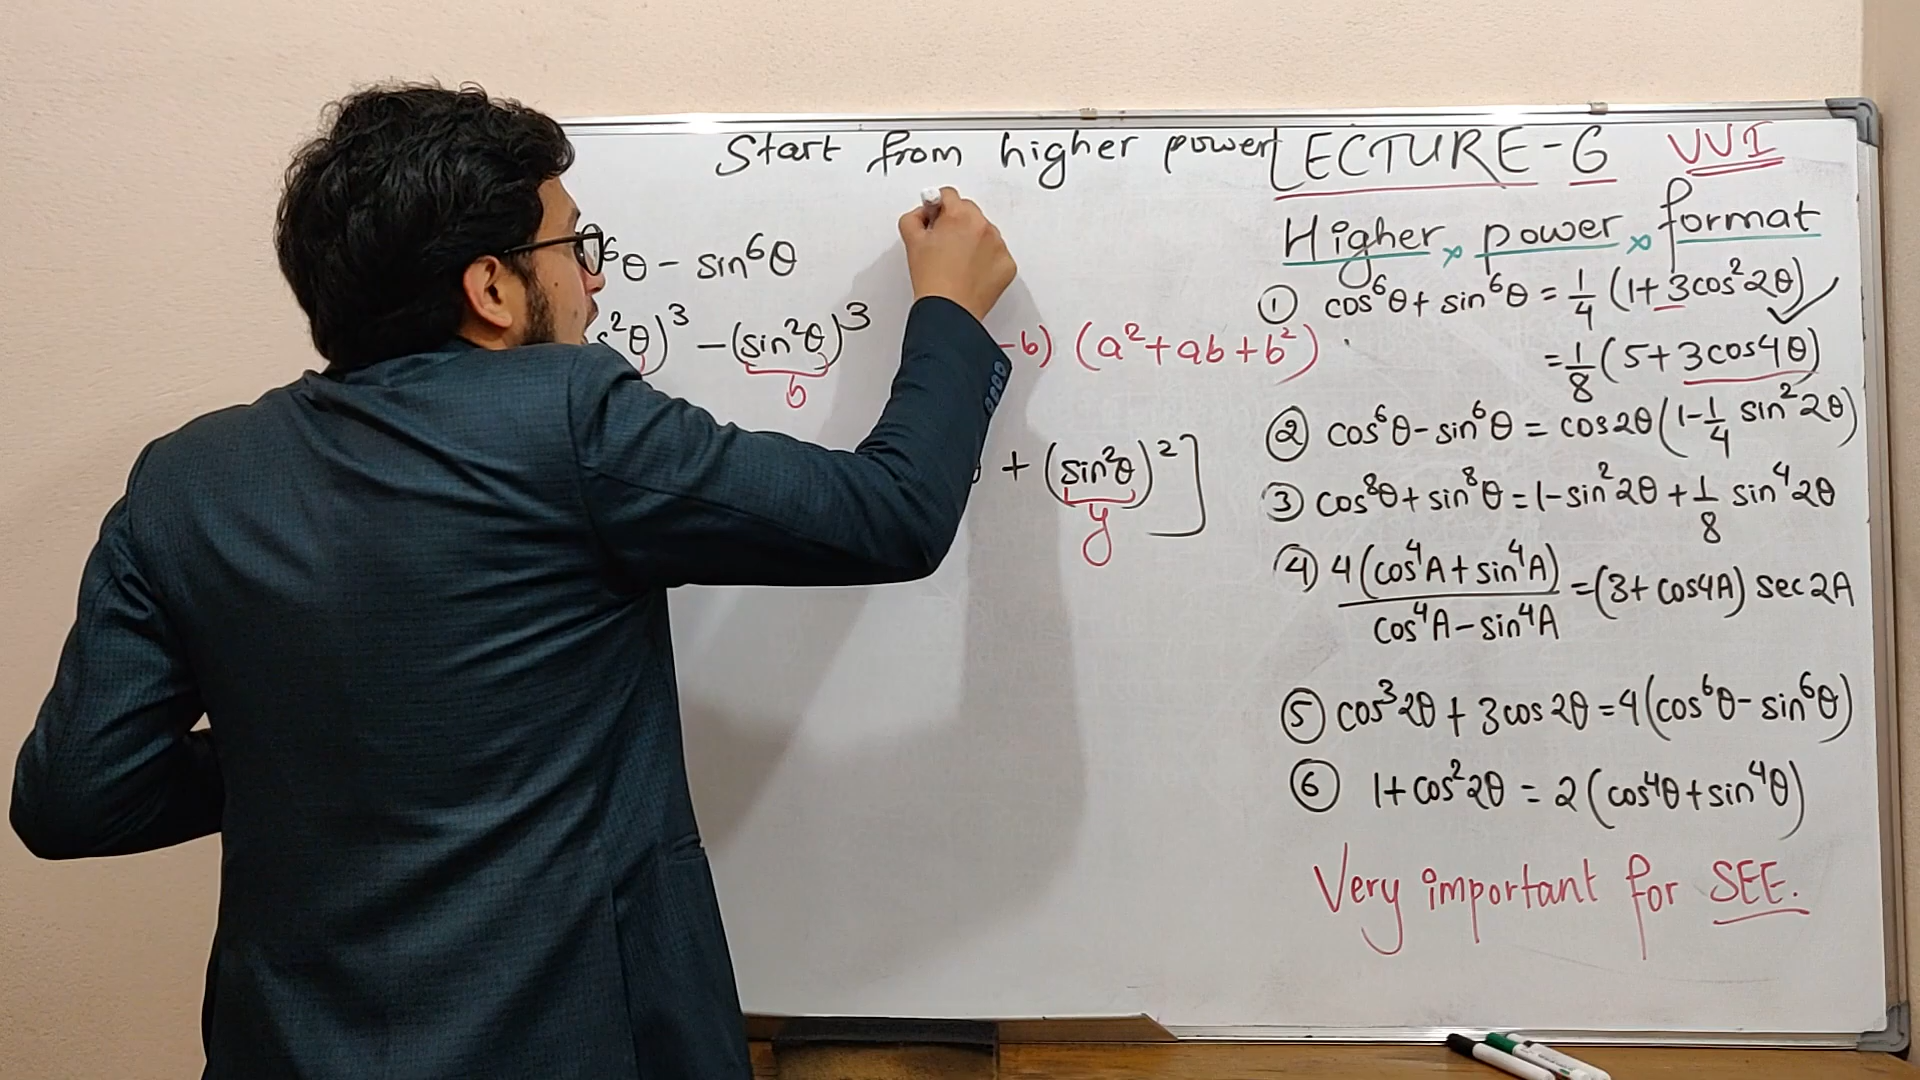 Start from higher power
⁶θ - sin⁶θ
²θ)³ - (sin²θ)³
b
-b) (a²+ab+b²)
+ (sin²θ)²]
y
LECTURE-6 VVI
Higher power format
① cos⁶θ + sin⁶θ = 1/4 (1+3cos²2θ)
= 1/8 (5+3cos4θ)
② cos⁶θ - sin⁶θ = cos2θ (1 - 1/4 sin²2θ)
③ cos⁸θ + sin⁸θ = 1 - sin²2θ + 1/8 sin⁴2θ
④ 4(cos⁴A + sin⁴A) / cos⁴A - sin⁴A = (3+cos4A) sec2A
⑤ cos³2θ + 3cos2θ = 4(cos⁶θ - sin⁶θ)
⑥ 1+cos²2θ = 2(cos⁴θ + sin⁴θ)
Very important for SEE.